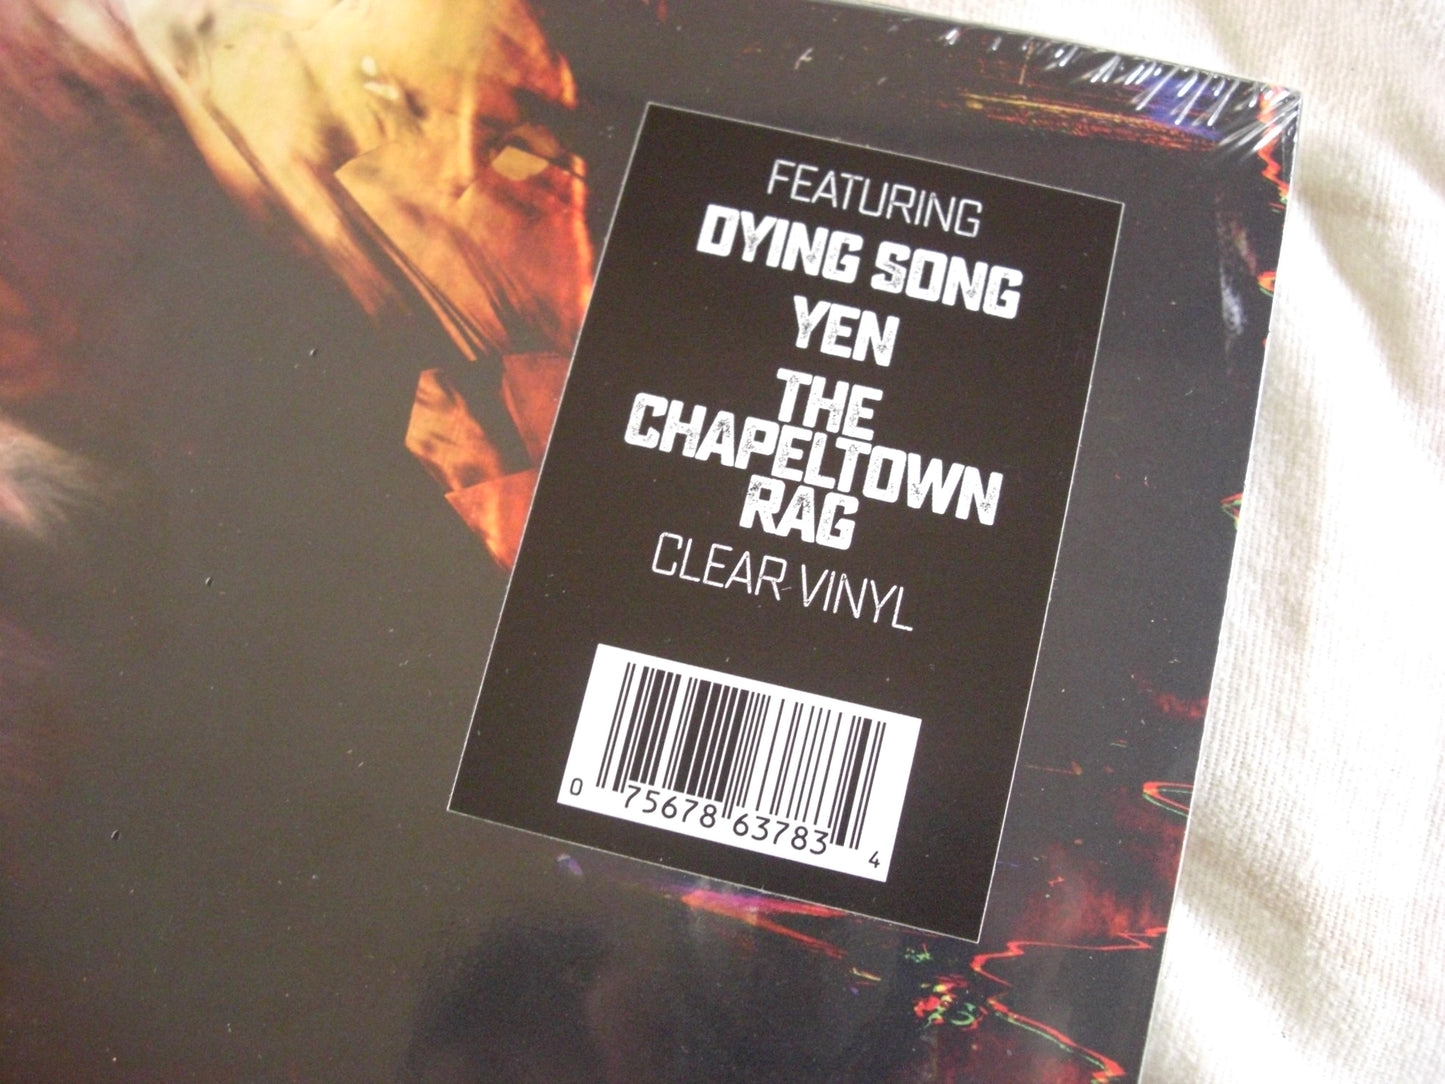 FEATURING
DYING SONG
YEN
THE
CHAPELTOWN
RAG
CLEAR VINYL
0 75678 63783 4